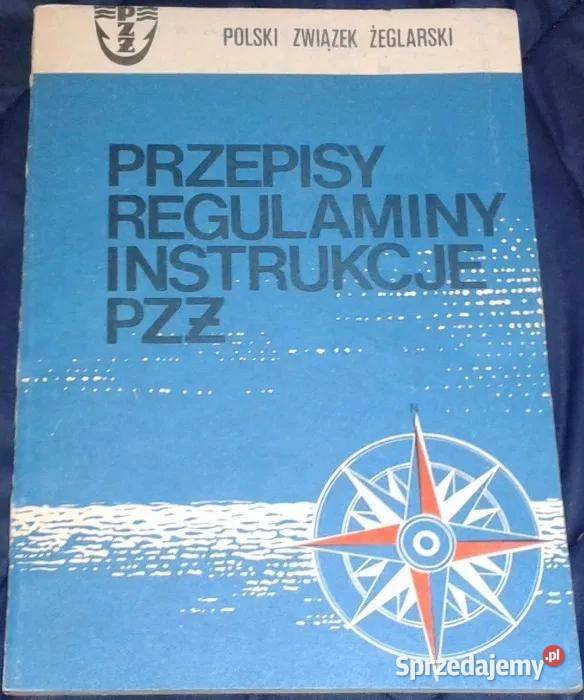 PZŻ
POLSKI ZWIĄZEK ŻEGLARSKI
PRZEPISY
REGULAMINY
INSTRUKCJE
PZŻ
N
Sprzedajemy.pl